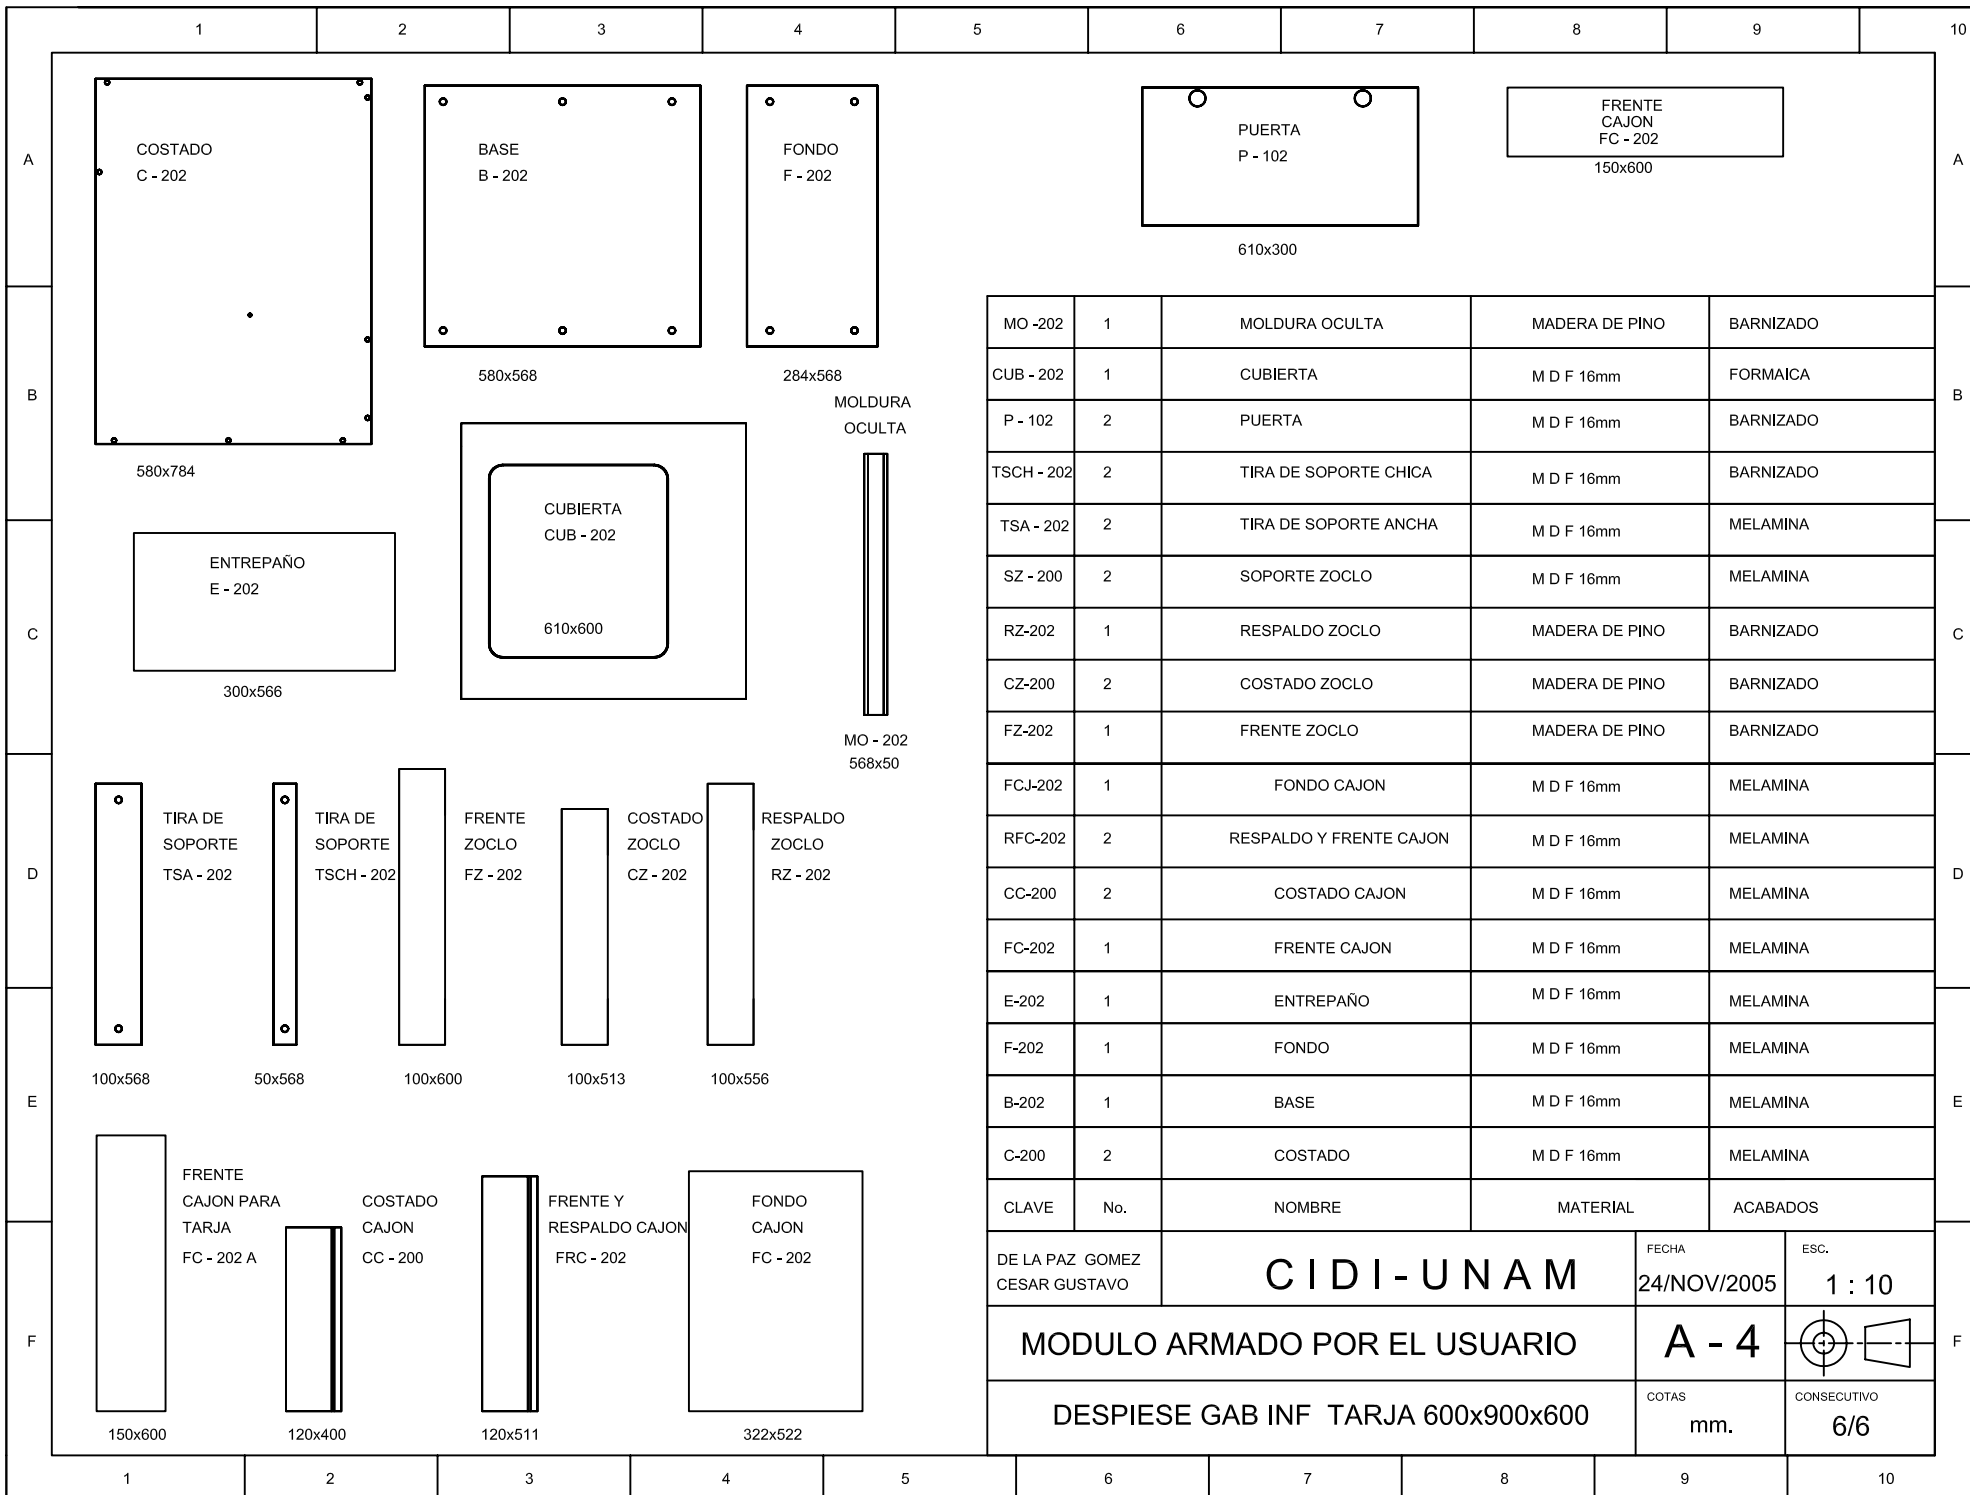 1 2 3 4 5 6 7 8 9 10
A
COSTADO
C - 202
580x784
BASE
B - 202
580x568
FONDO
F - 202
284x568
PUERTA
P - 102
610x300
FRENTE
CAJON
FC - 202
150x600
A
B
B
ENTREPAÑO
E - 202
300x566
CUBIERTA
CUB - 202
610x600
MOLDURA
OCULTA
MO - 202
568x50
C
C
D
TIRA DE
SOPORTE
TSA - 202
100x568
TIRA DE
SOPORTE
TSCH - 202
50x568
FRENTE
ZOCLO
FZ - 202
100x600
COSTADO
ZOCLO
CZ - 202
100x513
RESPALDO
ZOCLO
RZ - 202
100x556
D
E
E
FRENTE
CAJON PARA
TARJA
FC - 202 A
150x600
COSTADO
CAJON
CC - 200
120x400
FRENTE Y
RESPALDO CAJON
FRC - 202
120x511
FONDO
CAJON
FC - 202
322x522
F
F
MO -202 1 MOLDURA OCULTA MADERA DE PINO BARNIZADO
CUB - 202 1 CUBIERTA M D F 16mm FORMAICA
P - 102 2 PUERTA M D F 16mm BARNIZADO
TSCH - 202 2 TIRA DE SOPORTE CHICA M D F 16mm BARNIZADO
TSA - 202 2 TIRA DE SOPORTE ANCHA M D F 16mm MELAMINA
SZ - 200 2 SOPORTE ZOCLO M D F 16mm MELAMINA
RZ-202 1 RESPALDO ZOCLO MADERA DE PINO BARNIZADO
CZ-200 2 COSTADO ZOCLO MADERA DE PINO BARNIZADO
FZ-202 1 FRENTE ZOCLO MADERA DE PINO BARNIZADO
FCJ-202 1 FONDO CAJON M D F 16mm MELAMINA
RFC-202 2 RESPALDO Y FRENTE CAJON M D F 16mm MELAMINA
CC-200 2 COSTADO CAJON M D F 16mm MELAMINA
FC-202 1 FRENTE CAJON M D F 16mm MELAMINA
E-202 1 ENTREPAÑO M D F 16mm MELAMINA
F-202 1 FONDO M D F 16mm MELAMINA
B-202 1 BASE M D F 16mm MELAMINA
C-200 2 COSTADO M D F 16mm MELAMINA
CLAVE No. NOMBRE MATERIAL ACABADOS
DE LA PAZ GOMEZ
CESAR GUSTAVO
CIDI-UNAM
FECHA
24/NOV/2005
ESC.
1 : 10
MODULO ARMADO POR EL USUARIO
A - 4
DESPIESE GAB INF TARJA 600x900x600
COTAS
mm.
CONSECUTIVO
6/6
1 2 3 4 5 6 7 8 9 10